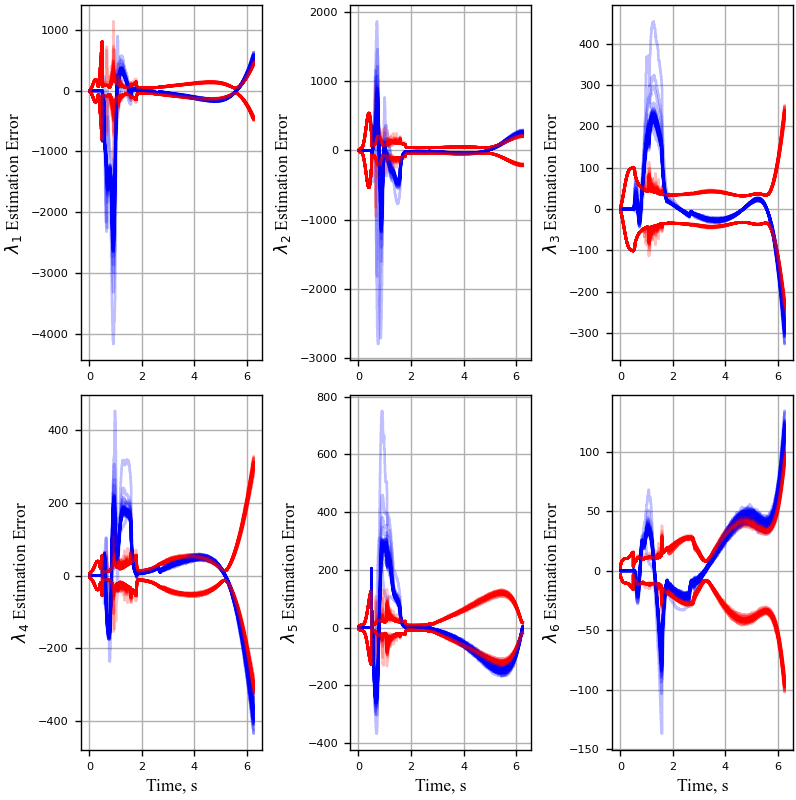 λ1 Estimation Error
1000
0
−1000
−2000
−3000
−4000
0 2 4 6
λ2 Estimation Error
2000
1000
0
−1000
−2000
−3000
0 2 4 6
λ3 Estimation Error
400
300
200
100
0
−100
−200
−300
0 2 4 6
λ4 Estimation Error
400
200
0
−200
−400
0 2 4 6
Time, s
λ5 Estimation Error
800
600
400
200
0
−200
−400
0 2 4 6
Time, s
λ6 Estimation Error
100
50
0
−50
−100
−150
0 2 4 6
Time, s